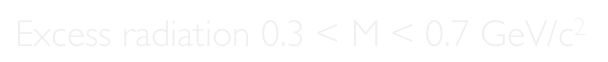 Excess radiation 0.3 < M < 0.7 GeV/c²